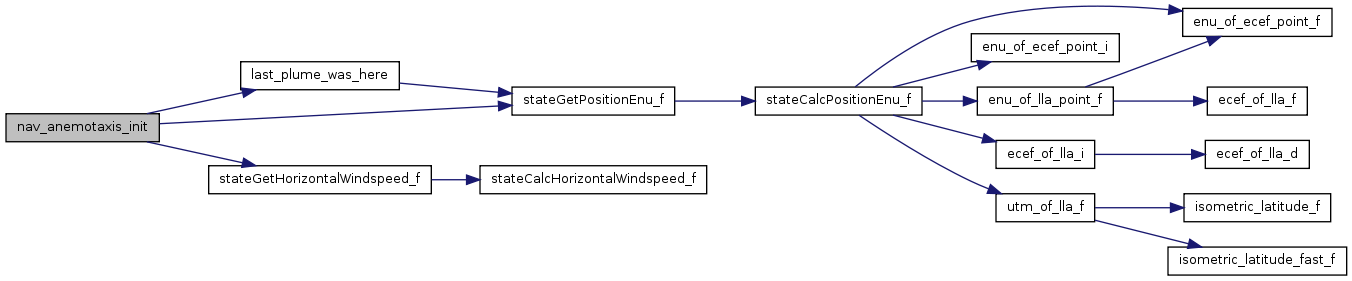 nav_anemotaxis_init
last_plume_was_here
stateGetHorizontalWindspeed_f
stateGetPositionEnu_f
stateCalcHorizontalWindspeed_f
stateCalcPositionEnu_f
enu_of_ecef_point_i
enu_of_lla_point_f
ecef_of_lla_i
utm_of_lla_f
enu_of_ecef_point_f
ecef_of_lla_f
ecef_of_lla_d
isometric_latitude_f
isometric_latitude_fast_f